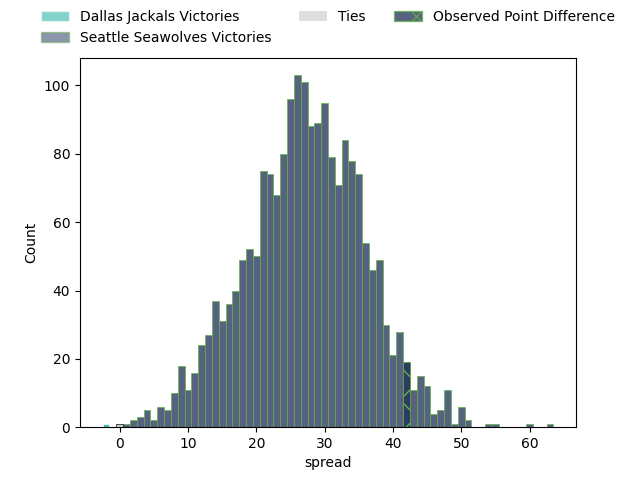 Dallas Jackals Victories
Seattle Seawolves Victories
Ties
Observed Point Difference
Count
100
80
60
40
20
0
0 10 20 30 40 50 60
spread